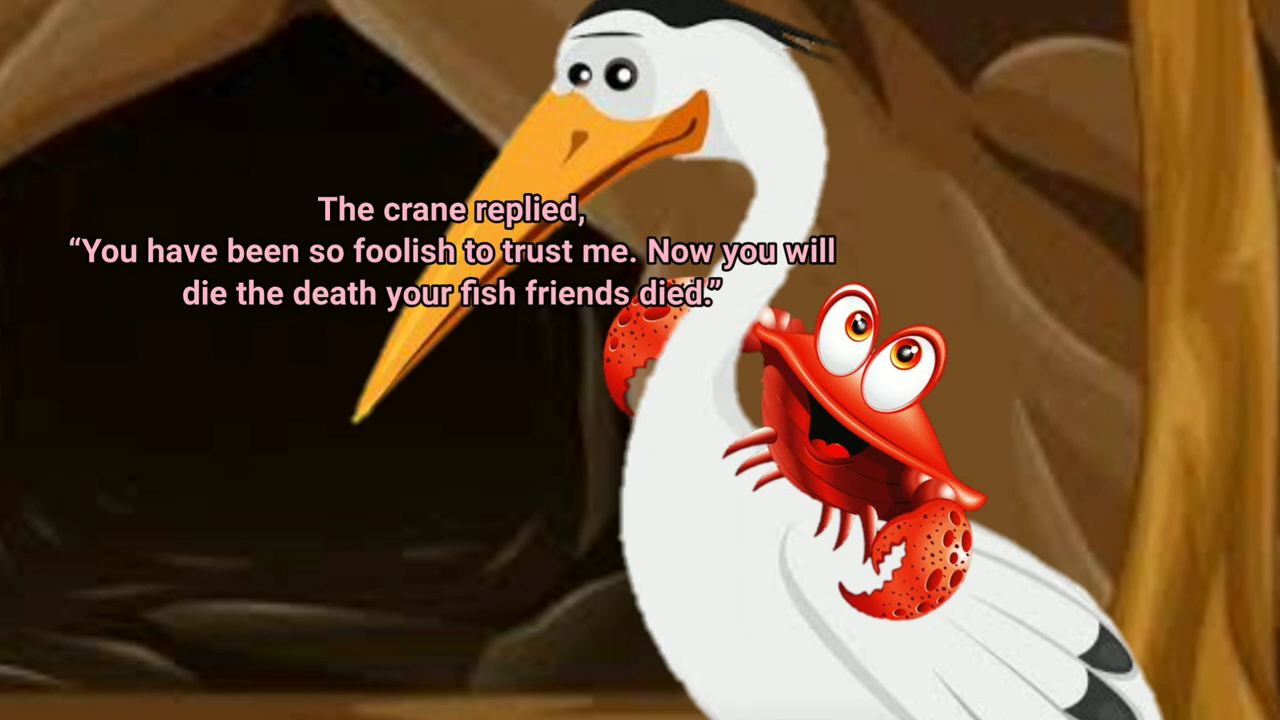 The crane replied,
“You have been so foolish to trust me. Now you will
die the death your fish friends died.”